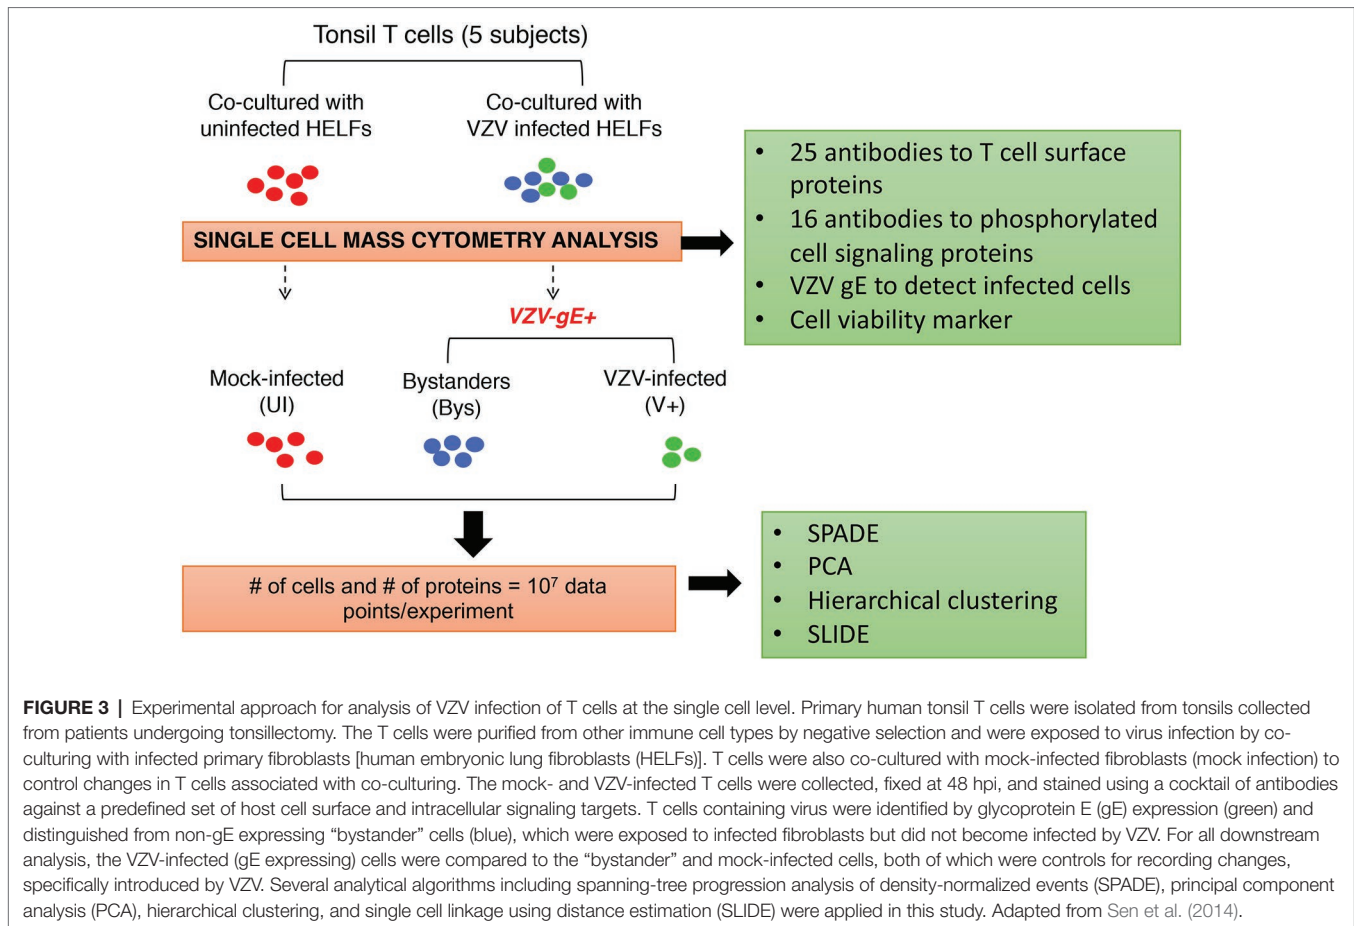 Tonsil T cells (5 subjects)
Co-cultured with
uninfected HELFs
Co-cultured with
VZV infected HELFs
SINGLE CELL MASS CYTOMETRY ANALYSIS
• 25 antibodies to T cell surface
proteins
• 16 antibodies to phosphorylated
cell signaling proteins
• VZV gE to detect infected cells
• Cell viability marker
VZV-gE+
Mock-infected
(UI)
Bystanders
(Bys)
VZV-infected
(V+)
# of cells and # of proteins = 10⁷ data
points/experiment
• SPADE
• PCA
• Hierarchical clustering
• SLIDE
FIGURE 3 | Experimental approach for analysis of VZV infection of T cells at the single cell level. Primary human tonsil T cells were isolated from tonsils collected
from patients undergoing tonsillectomy. The T cells were purified from other immune cell types by negative selection and were exposed to virus infection by co-
culturing with infected primary fibroblasts [human embryonic lung fibroblasts (HELFs)]. T cells were also co-cultured with mock-infected fibroblasts (mock infection) to
control changes in T cells associated with co-culturing. The mock- and VZV-infected T cells were collected, fixed at 48 hpi, and stained using a cocktail of antibodies
against a predefined set of host cell surface and intracellular signaling targets. T cells containing virus were identified by glycoprotein E (gE) expression (green) and
distinguished from non-gE expressing “bystander” cells (blue), which were exposed to infected fibroblasts but did not become infected by VZV. For all downstream
analysis, the VZV-infected (gE expressing) cells were compared to the “bystander” and mock-infected cells, both of which were controls for recording changes,
specifically introduced by VZV. Several analytical algorithms including spanning-tree progression analysis of density-normalized events (SPADE), principal component
analysis (PCA), hierarchical clustering, and single cell linkage using distance estimation (SLIDE) were applied in this study. Adapted from Sen et al. (2014).